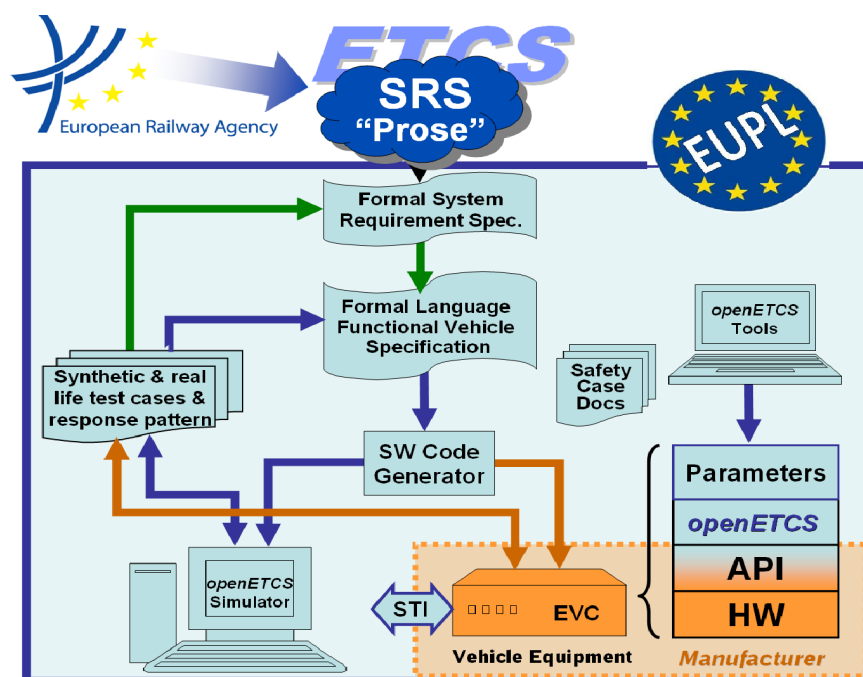 ETCS
SRS
“Prose”
European Railway Agency
EUPL
Formal System
Requirement Spec.
Formal Language
Functional Vehicle
Specification
openETCS
Tools
Synthetic & real
life test cases &
response pattern
Safety
Case
Docs
SW Code
Generator
Parameters
openETCS
API
HW
openETCS
Simulator
STI
EVC
Vehicle Equipment
Manufacturer